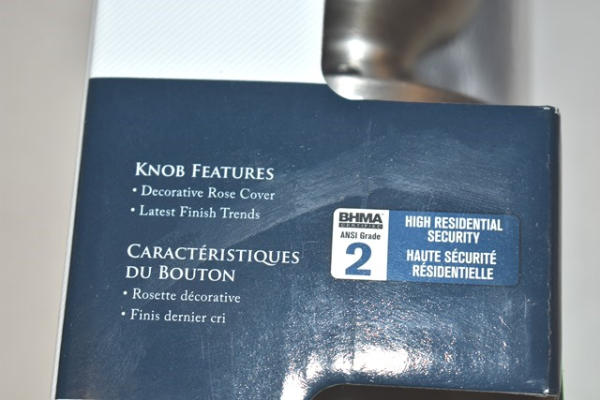 KNOB FEATURES
• Decorative Rose Cover
• Latest Finish Trends
CARACTÉRISTIQUES
DU BOUTON
• Rosette décorative
• Finis dernier cri
BHMA
CERTIFIED
ANSI Grade
2
HIGH RESIDENTIAL
SECURITY
HAUTE SÉCURITÉ
RÉSIDENTIELLE